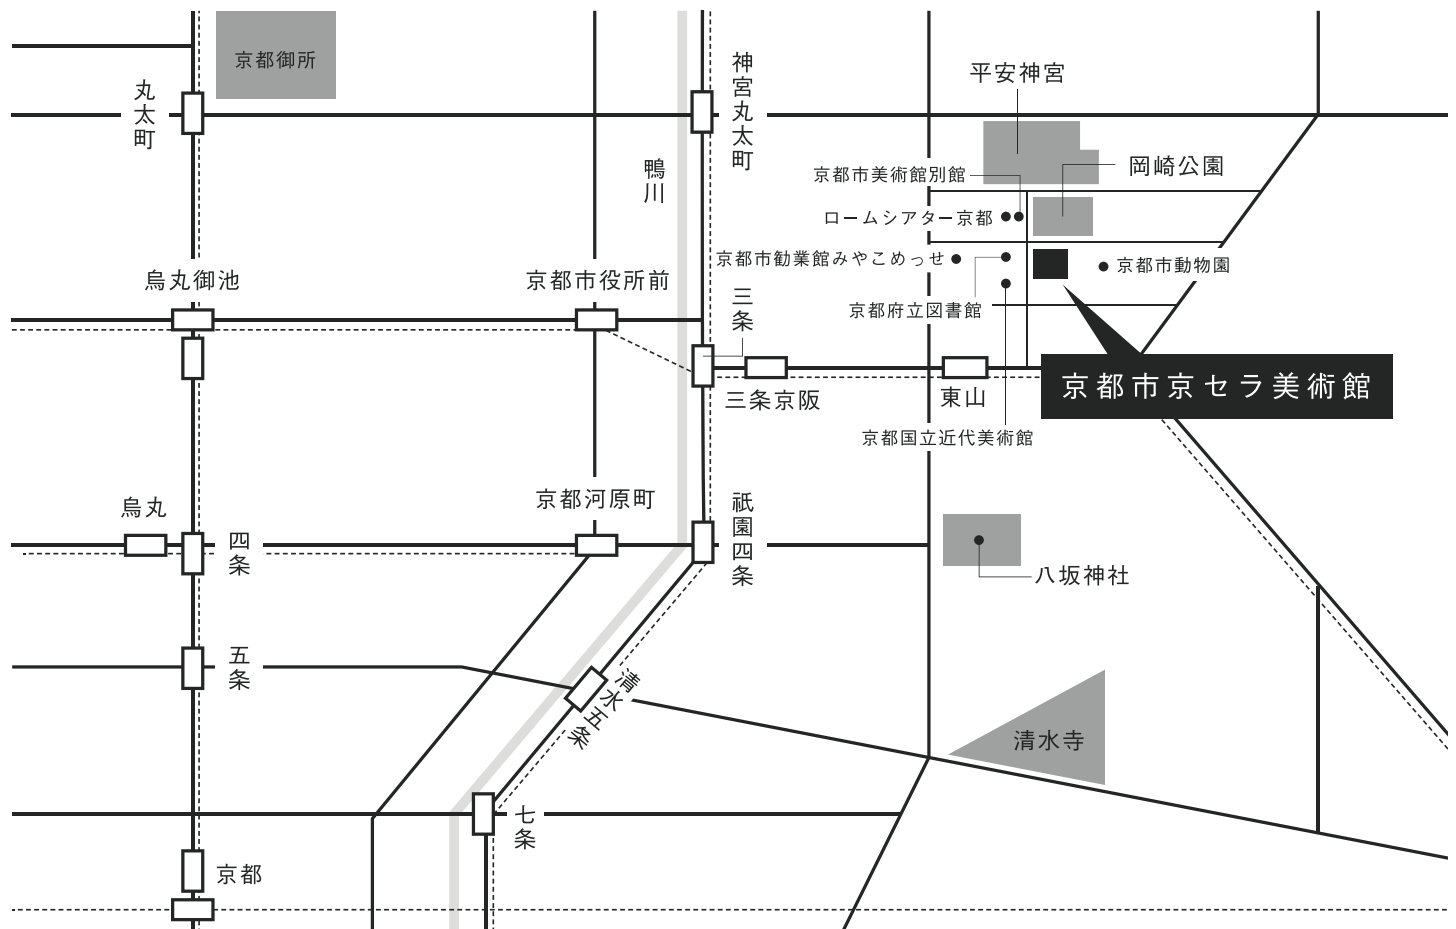 京都御所
丸太町
神宮丸太町
平安神宮
鴨川
京都市美術館別館
岡崎公園
ロームシアター京都
京都市勧業館みやこめっせ
京都市動物園
烏丸御池
京都市役所前
三条
京都府立図書館
京都市京セラ美術館
三条京阪
東山
京都国立近代美術館
烏丸
四条
京都河原町
祇園四条
八坂神社
五条
清水五条
清水寺
七条
京都